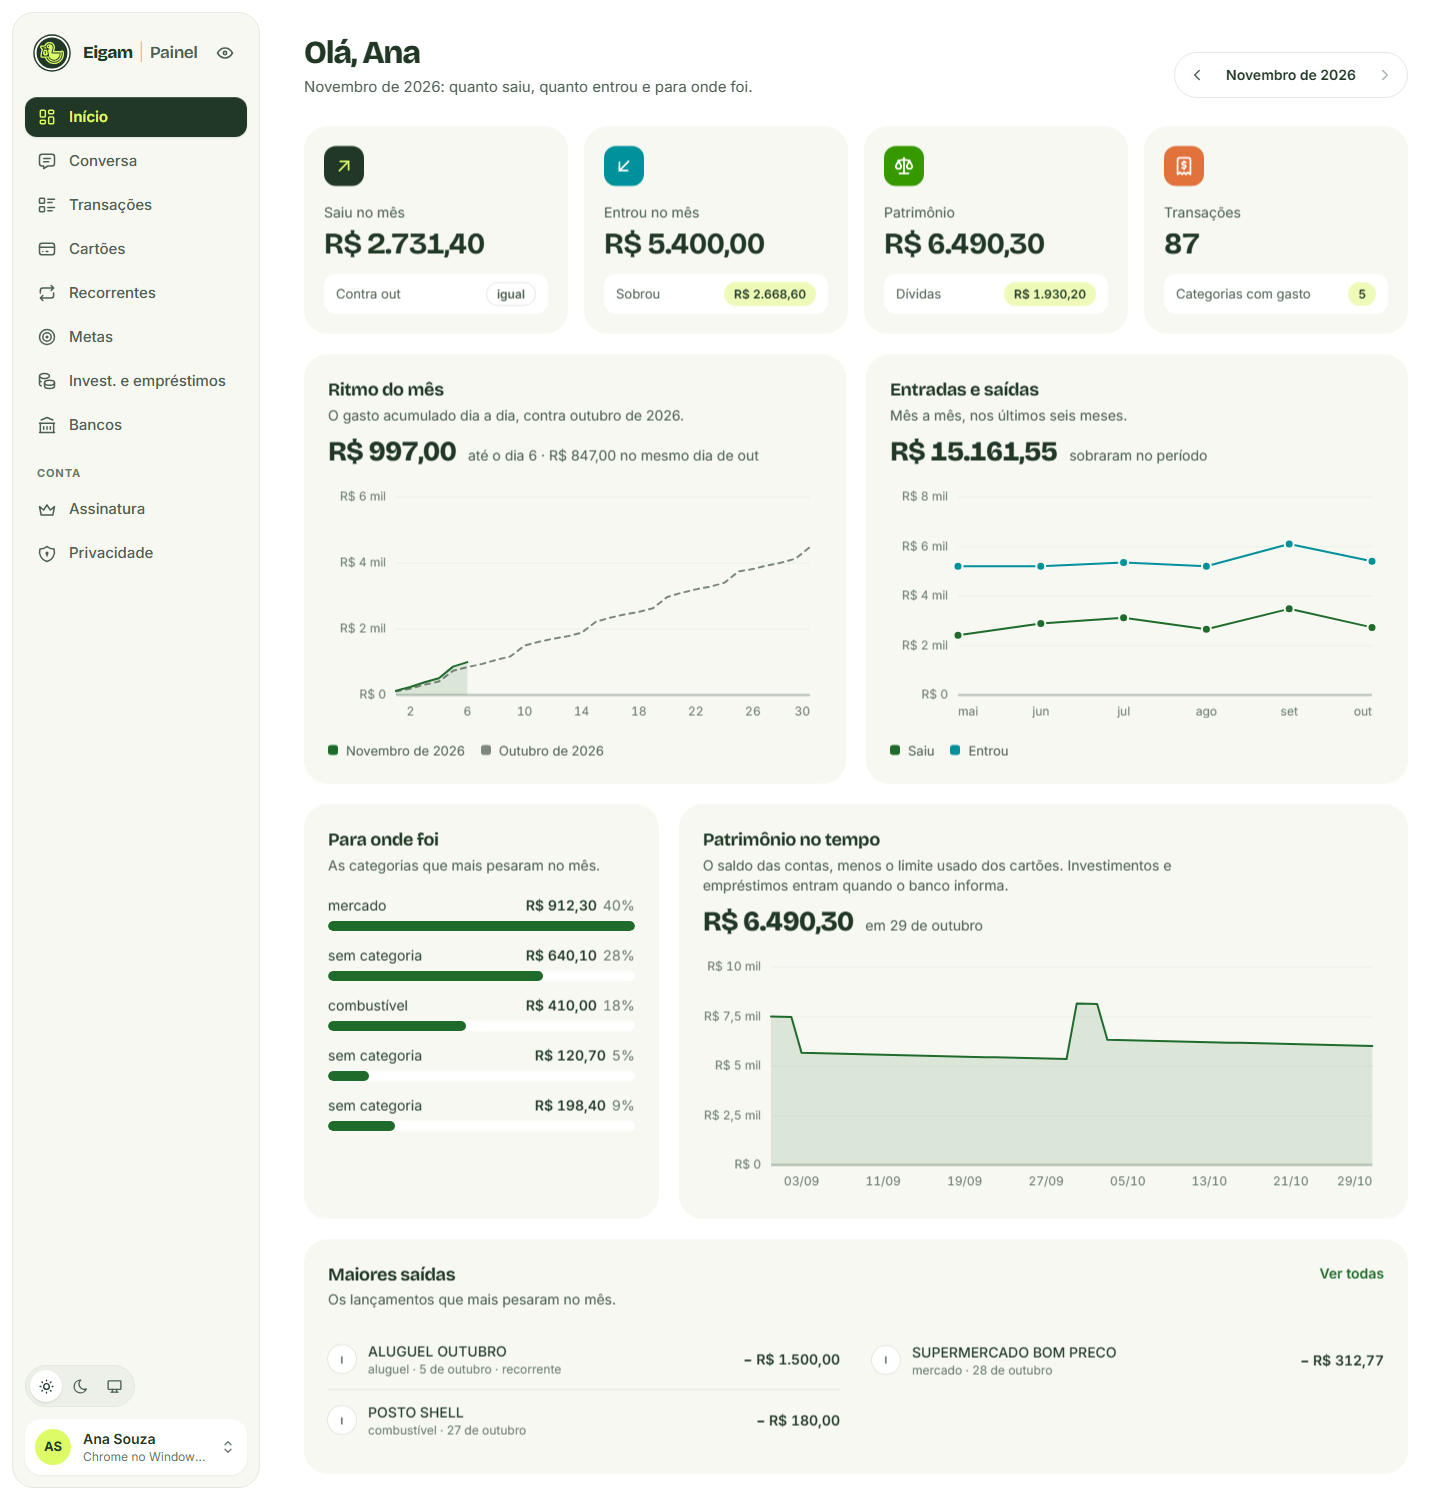 Eigam | Painel
Início
Conversa
Transações
Cartões
Recorrentes
Metas
Invest. e empréstimos
Bancos
CONTA
Assinatura
Privacidade
AS
Ana Souza
Chrome no Window...
Olá, Ana
Novembro de 2026: quanto saiu, quanto entrou e para onde foi.
Novembro de 2026
Saiu no mês
R$ 2.731,40
Contra out igual
Entrou no mês
R$ 5.400,00
Sobrou R$ 2.668,60
Patrimônio
R$ 6.490,30
Dívidas R$ 1.930,20
Transações
87
Categorias com gasto 5
Ritmo do mês
O gasto acumulado dia a dia, contra outubro de 2026.
R$ 997,00 até o dia 6 · R$ 847,00 no mesmo dia de out
R$ 6 mil
R$ 4 mil
R$ 2 mil
R$ 0
2 6 10 14 18 22 26 30
Novembro de 2026 Outubro de 2026
Entradas e saídas
Mês a mês, nos últimos seis meses.
R$ 15.161,55 sobraram no período
R$ 8 mil
R$ 6 mil
R$ 4 mil
R$ 2 mil
R$ 0
mai jun jul ago set out
Saiu Entrou
Para onde foi
As categorias que mais pesaram no mês.
mercado R$ 912,30 40%
sem categoria R$ 640,10 28%
combustível R$ 410,00 18%
sem categoria R$ 120,70 5%
sem categoria R$ 198,40 9%
Patrimônio no tempo
O saldo das contas, menos o limite usado dos cartões. Investimentos e
empréstimos entram quando o banco informa.
R$ 6.490,30 em 29 de outubro
R$ 10 mil
R$ 7,5 mil
R$ 5 mil
R$ 2,5 mil
R$ 0
03/09 11/09 19/09 27/09 05/10 13/10 21/10 29/10
Maiores saídas
Ver todas
Os lançamentos que mais pesaram no mês.
I
ALUGUEL OUTUBRO
aluguel · 5 de outubro · recorrente
− R$ 1.500,00
I
SUPERMERCADO BOM PRECO
mercado · 28 de outubro
− R$ 312,77
I
POSTO SHELL
combustível · 27 de outubro
− R$ 180,00